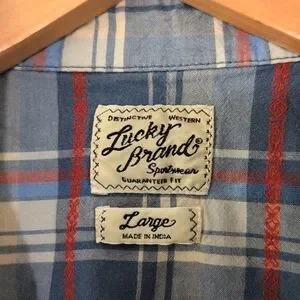 DISTINCTIVE WESTERN
Lucky
Brand®
Sportswear
GUARANTEED FIT
Large
MADE IN INDIA